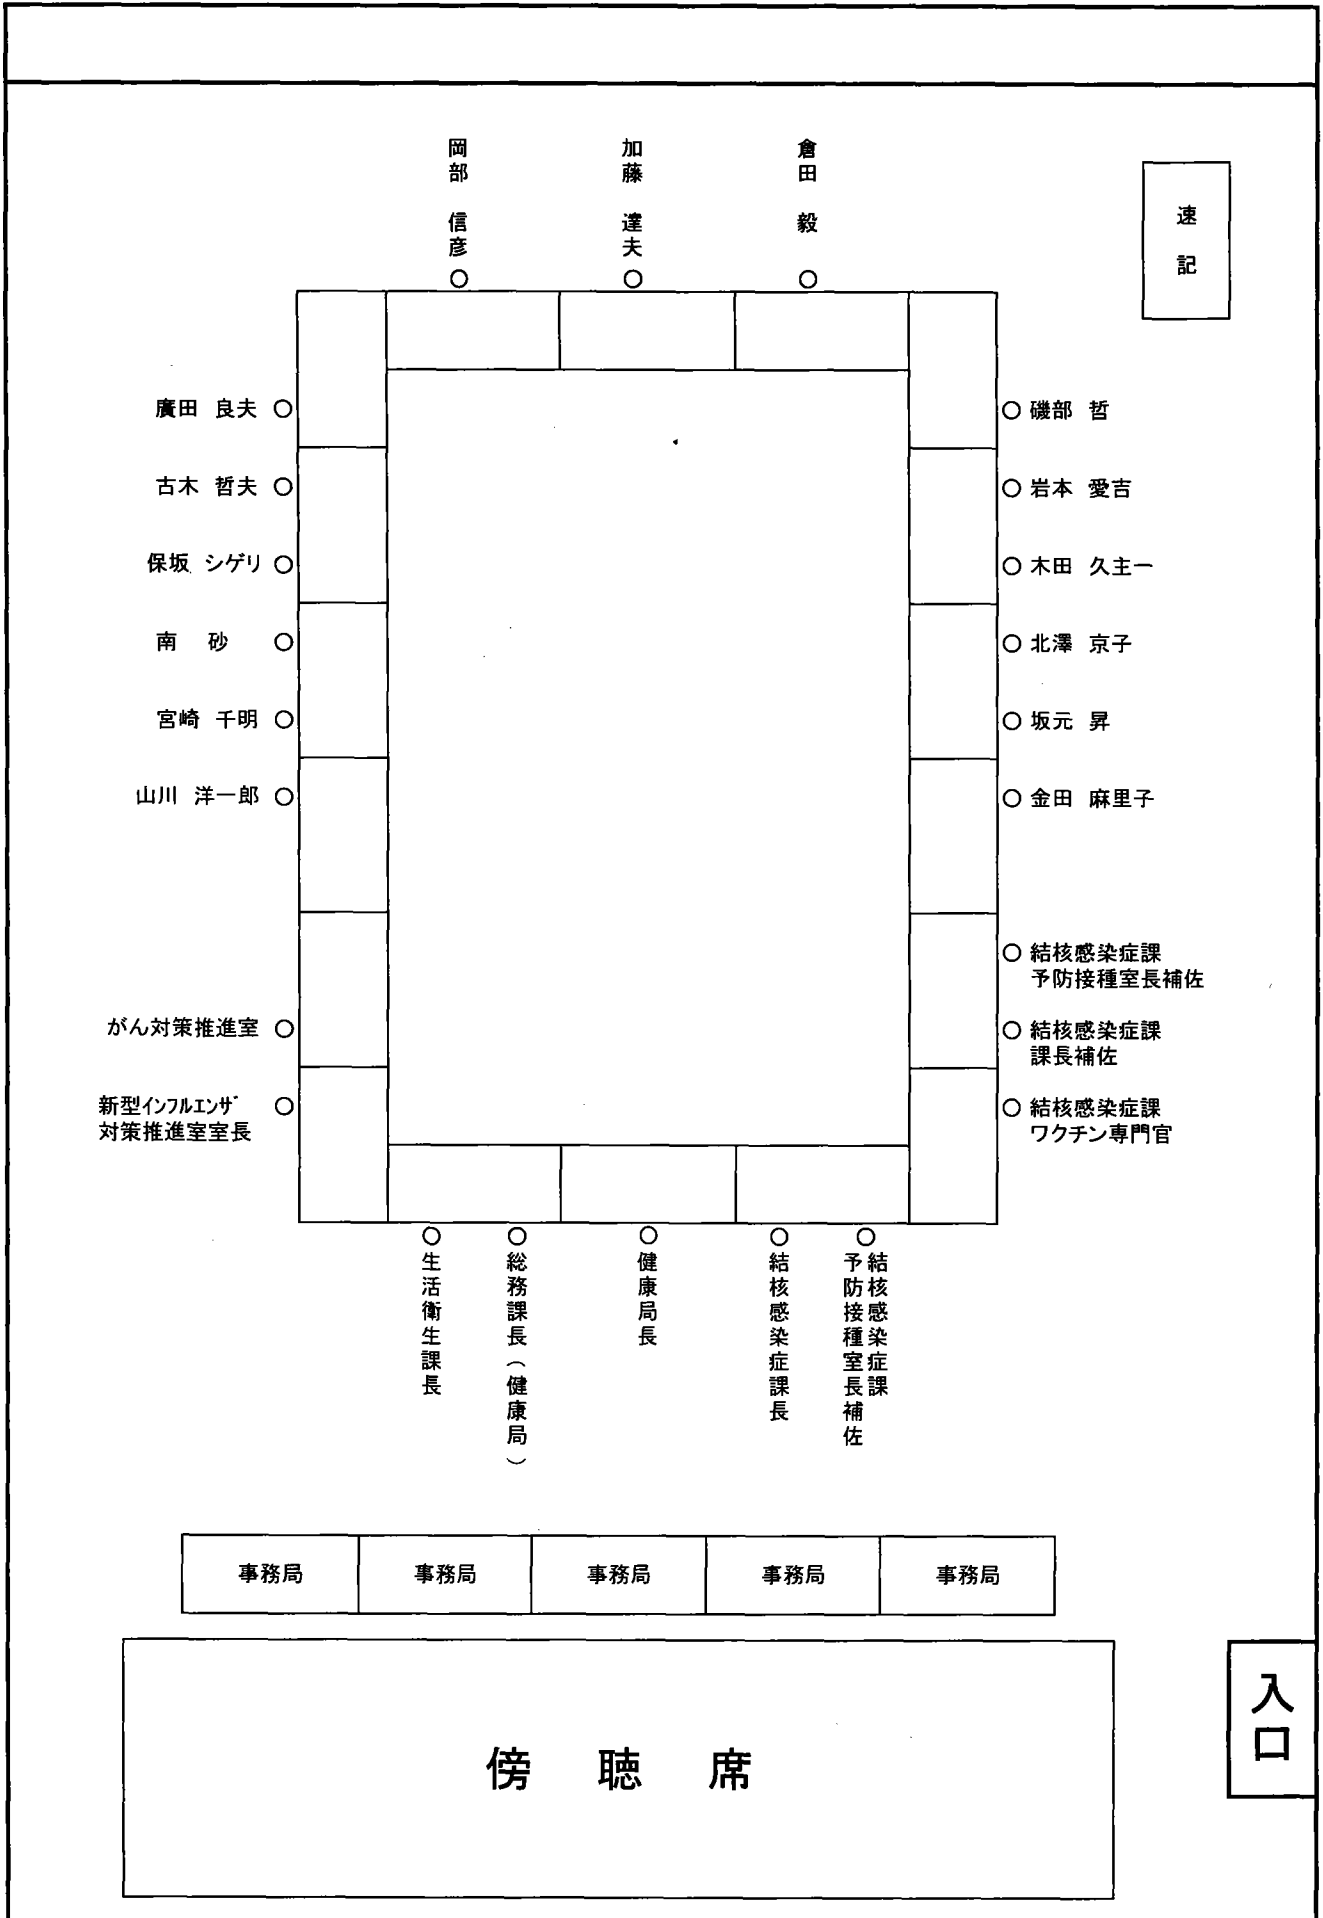 岡部 信彦
加藤 達夫
倉田 毅
速記
廣田 良夫
古木 哲夫
保坂 シゲリ
南 砂
宮崎 千明
山川 洋一郎
がん対策推進室
新型インフルエンザ
対策推進室室長
磯部 哲
岩本 愛吉
木田 久主一
北澤 京子
坂元 昇
金田 麻里子
結核感染症課
予防接種室長補佐
結核感染症課
課長補佐
結核感染症課
ワクチン専門官
生活衛生課長
総務課長(健康局)
健康局長
結核感染症課長
結核感染症課
予防接種室長補佐
事務局
事務局
事務局
事務局
事務局
傍聴席
入口